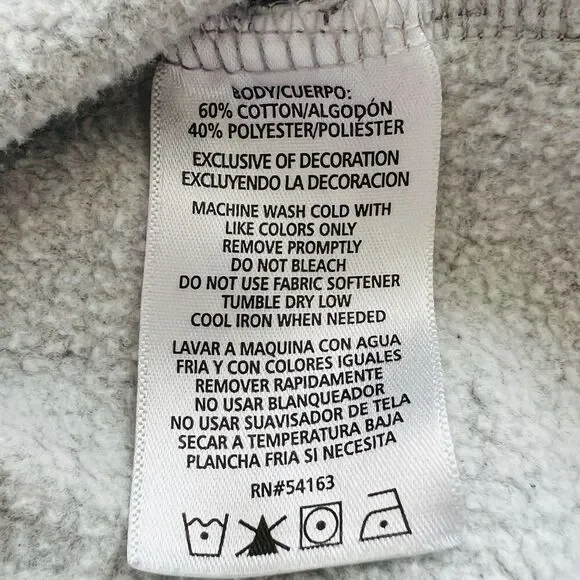 BODY/CUERPO:
60% COTTON/ALGODÓN
40% POLYESTER/POLIÉSTER
EXCLUSIVE OF DECORATION
EXCLUYENDO LA DECORACION
MACHINE WASH COLD WITH
LIKE COLORS ONLY
REMOVE PROMPTLY
DO NOT BLEACH
DO NOT USE FABRIC SOFTENER
TUMBLE DRY LOW
COOL IRON WHEN NEEDED
LAVAR A MAQUINA CON AGUA
FRIA Y CON COLORES IGUALES
REMOVER RAPIDAMENTE
NO USAR BLANQUEADOR
NO USAR SUAVISADOR DE TELA
SECAR A TEMPERATURA BAJA
PLANCHA FRIA SI NECESITA
RN#54163